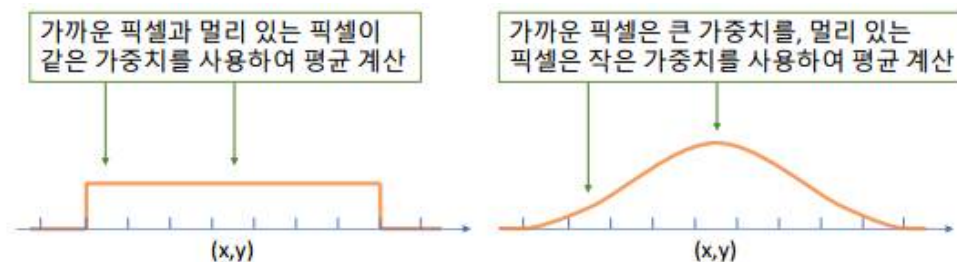 가까운 픽셀과 멀리 있는 픽셀이
같은 가중치를 사용하여 평균 계산
(x,y)
가까운 픽셀은 큰 가중치를, 멀리 있는
픽셀은 작은 가중치를 사용하여 평균 계산
(x,y)